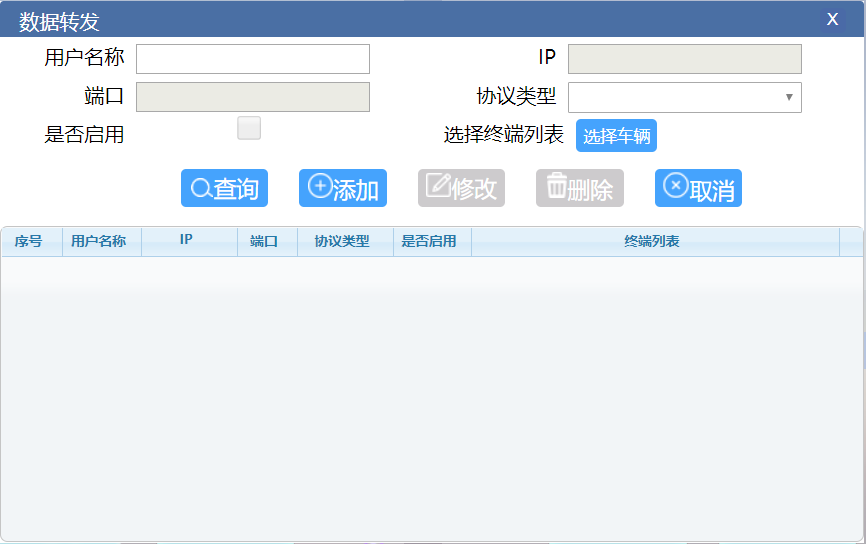 数据转发 X
用户名称 IP
端口 协议类型
是否启用 选择终端列表 选择车辆
查询 添加 修改 删除 取消
序号 用户名称 IP 端口 协议类型 是否启用 终端列表